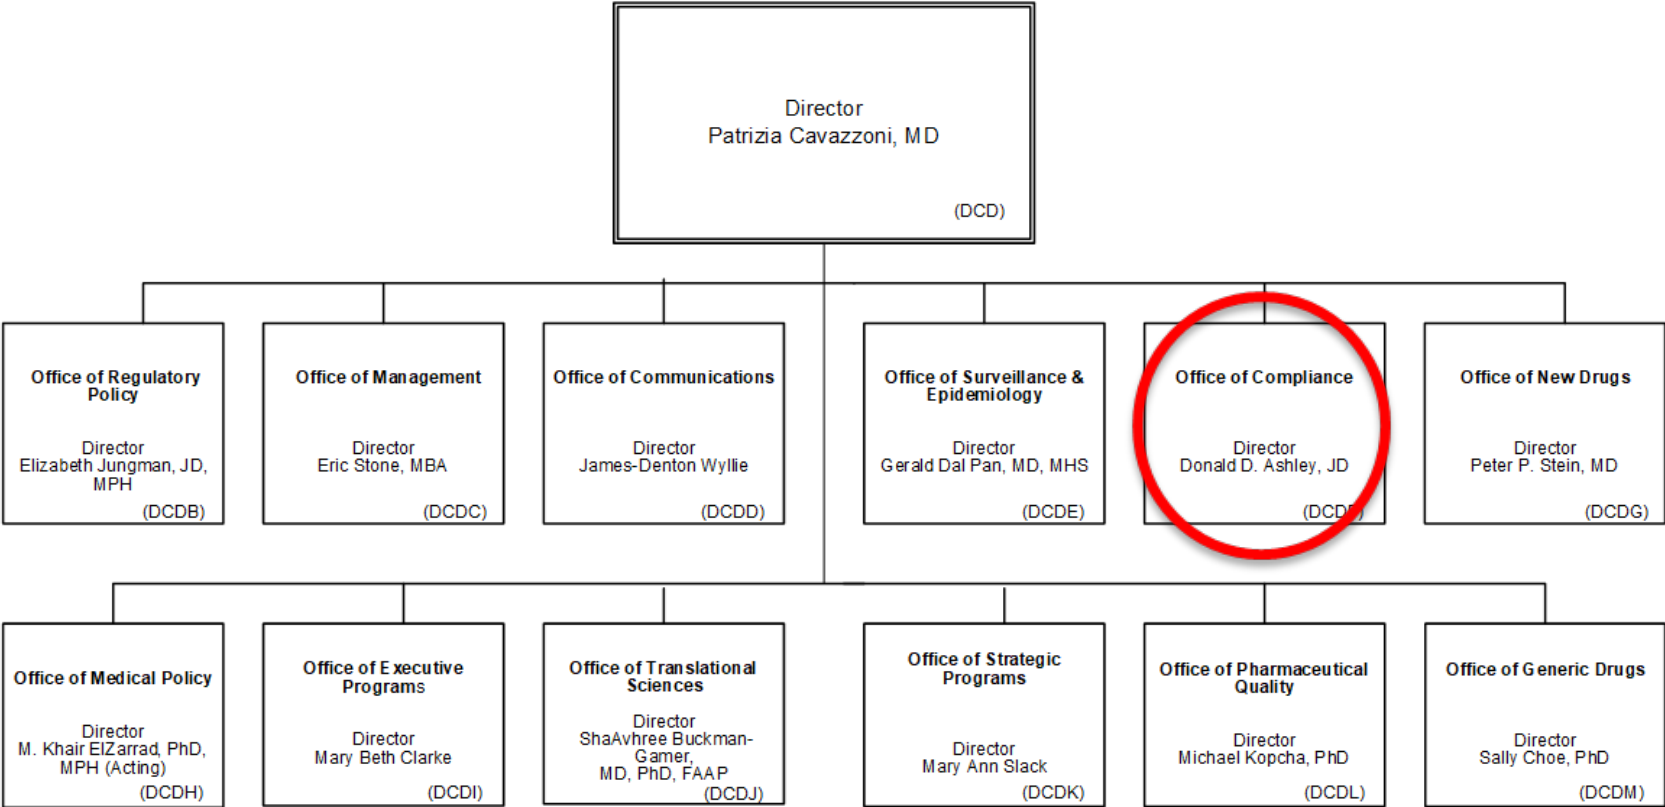 Director
Patrizia Cavazzoni, MD
(DCD)
Office of Regulatory
Policy
Director
Elizabeth Jungman, JD,
MPH
(DCDB)
Office of Management
Director
Eric Stone, MBA
(DCDC)
Office of Communications
Director
James-Denton Wyllie
(DCDD)
Office of Surveillance &
Epidemiology
Director
Gerald Dal Pan, MD, MHS
(DCDE)
Office of Compliance
Director
Donald D. Ashley, JD
Office of New Drugs
Director
Peter P. Stein, MD
(DCDG)
Office of Medical Policy
Director
M. Khair ElZarrad, PhD,
MPH (Acting)
(DCDH)
Office of Executive
Programs
Director
Mary Beth Clarke
(DCDI)
Office of Translational
Sciences
Director
ShaAvhree Buckman-
Garner,
MD, PhD, FAAP
(DCDJ)
Office of Strategic
Programs
Director
Mary Ann Slack
(DCDK)
Office of Pharmaceutical
Quality
Director
Michael Kopcha, PhD
(DCDL)
Office of Generic Drugs
Director
Sally Choe, PhD
(DCDM)